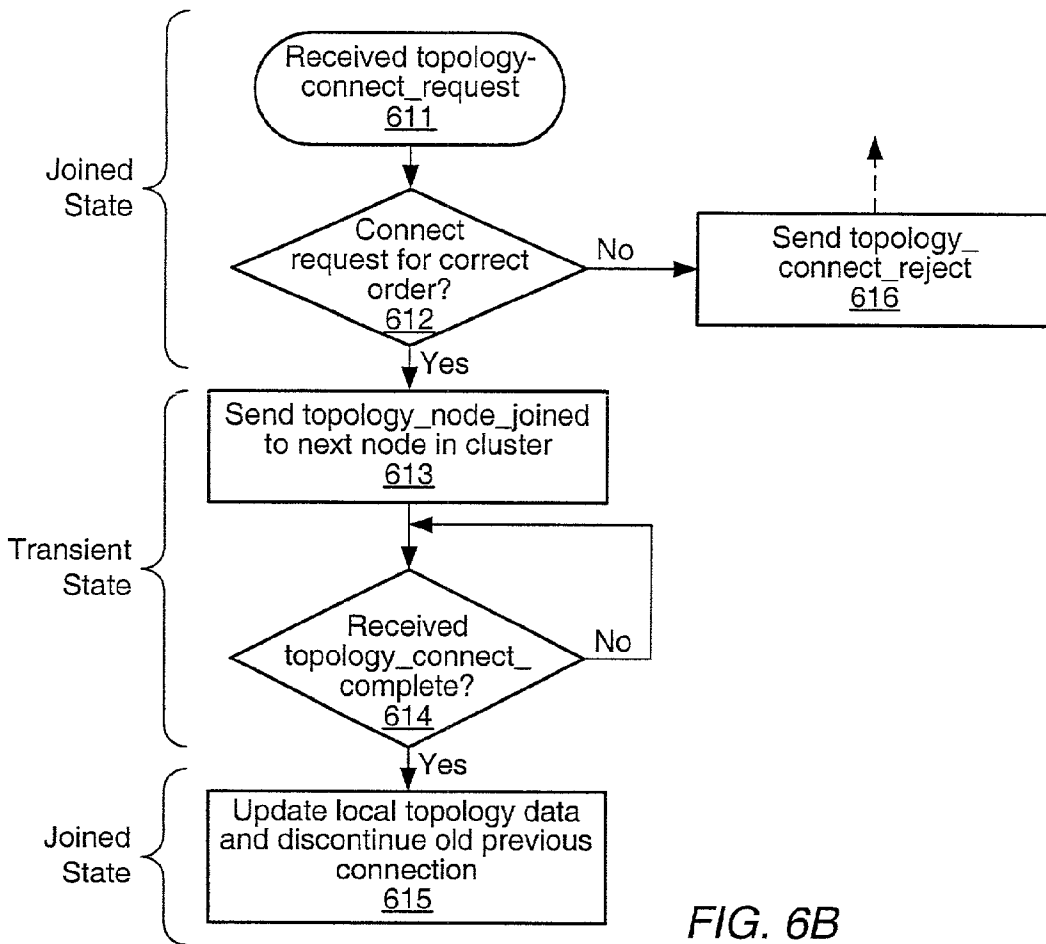 Received topology-
connect_request
611
Joined
State
Connect
request for correct
order?
612
No
Send topology_
connect_reject
616
Yes
Send topology_node_joined
to next node in cluster
613
Transient
State
Received
topology_connect_
complete?
614
No
Yes
Joined
State
Update local topology data
and discontinue old previous
connection
615
FIG. 6B